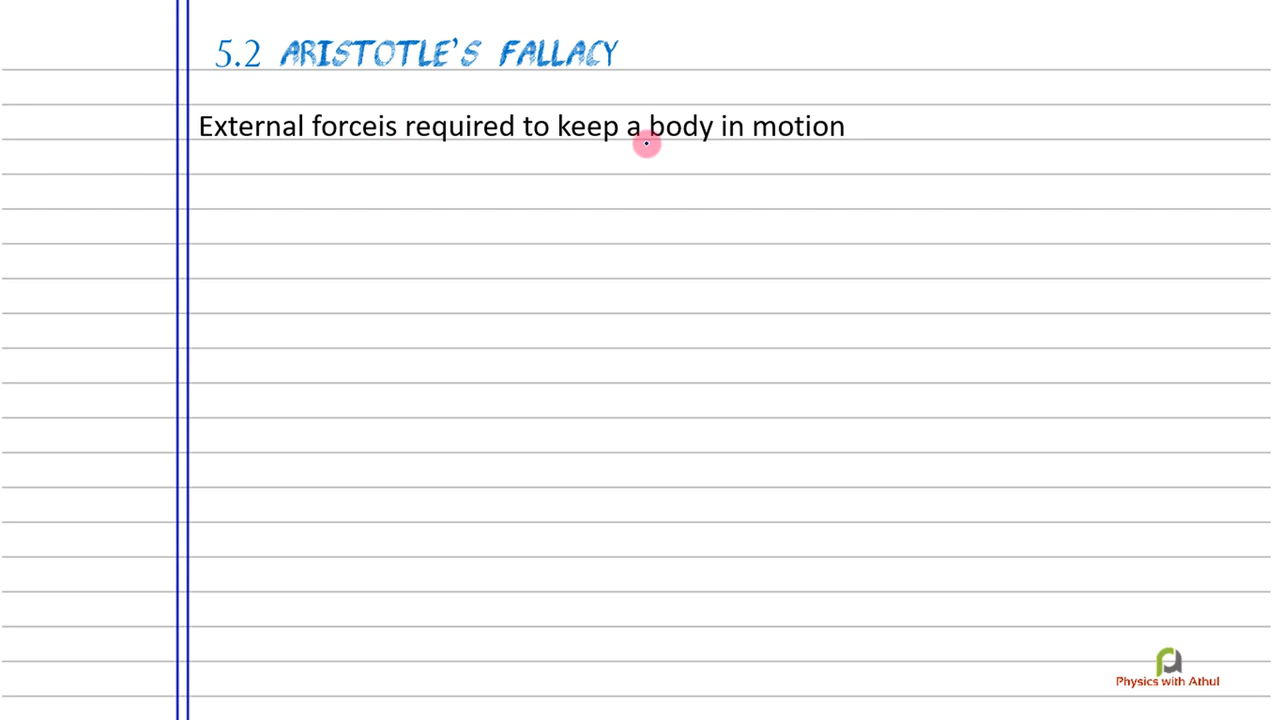 5.2 ARISTOTLE'S FALLACY
External forceis required to keep a body in motion
Physics with Athul